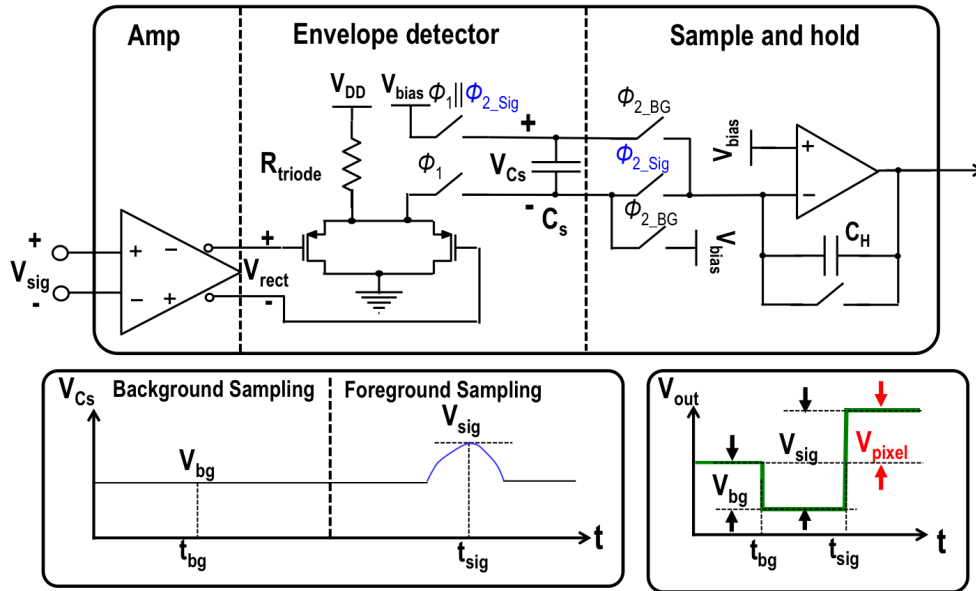 Amp
Envelope detector
Sample and hold
V_DD
V_bias
ϕ_1||ϕ_2_Sig
ϕ_2_BG
+
R_triode
ϕ_1
V_Cs
ϕ_2_Sig
V_bias
+
-
C_s
ϕ_2_BG
−
+
V_sig
-
+ −
− +
+
V_rect
-
V_bias
C_H
V_Cs
Background Sampling
Foreground Sampling
V_sig
V_bg
t_bg
t_sig
t
V_out
V_sig
V_pixel
V_bg
t_bg
t_sig
t